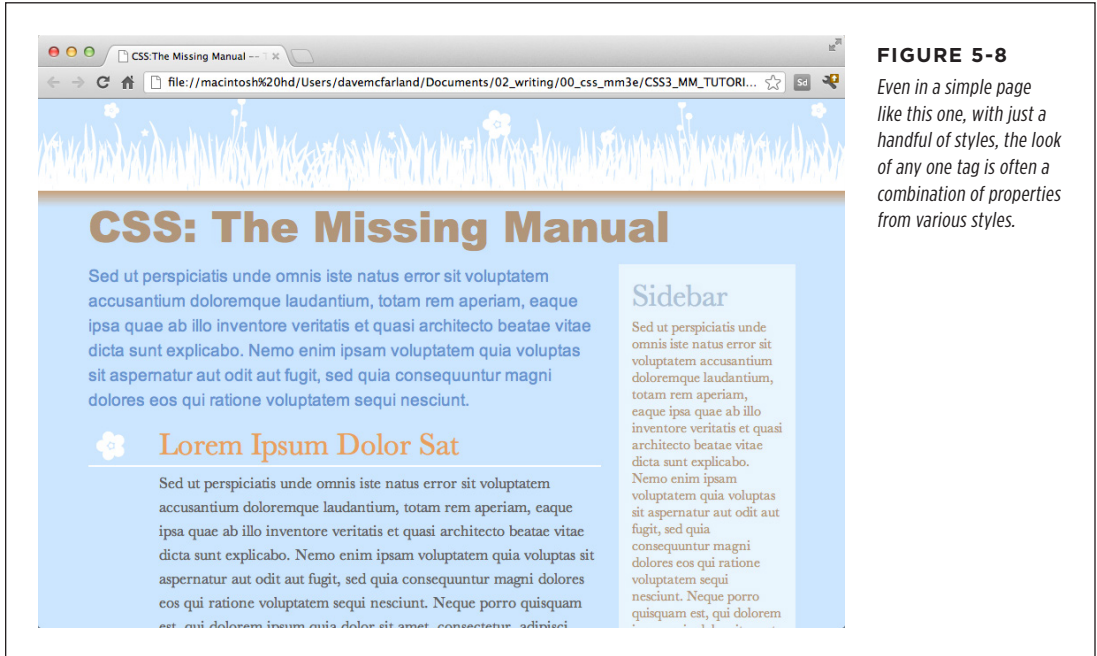 CSS:The Missing Manual -- T
file://macintosh%20hd/Users/davemcfarland/Documents/02_writing/00_css_mm3e/CSS3_MM_TUTORI...
Sd
CSS: The Missing Manual
Sed ut perspiciatis unde omnis iste natus error sit voluptatem
accusantium doloremque laudantium, totam rem aperiam, eaque
ipsa quae ab illo inventore veritatis et quasi architecto beatae vitae
dicta sunt explicabo. Nemo enim ipsam voluptatem quia voluptas
sit aspernatur aut odit aut fugit, sed quia consequuntur magni
dolores eos qui ratione voluptatem sequi nesciunt.
Lorem Ipsum Dolor Sat
Sed ut perspiciatis unde omnis iste natus error sit voluptatem
accusantium doloremque laudantium, totam rem aperiam, eaque
ipsa quae ab illo inventore veritatis et quasi architecto beatae vitae
dicta sunt explicabo. Nemo enim ipsam voluptatem quia voluptas sit
aspernatur aut odit aut fugit, sed quia consequuntur magni dolores
eos qui ratione voluptatem sequi nesciunt. Neque porro quisquam
est, qui dolorem ipsum quia dolor sit amet, consectetur, adipisci
Sidebar
Sed ut perspiciatis unde
omnis iste natus error sit
voluptatem accusantium
doloremque laudantium,
totam rem aperiam,
eaque ipsa quae ab illo
inventore veritatis et quasi
architecto beatae vitae
dicta sunt explicabo.
Nemo enim ipsam
voluptatem quia voluptas
sit aspernatur aut odit aut
fugit, sed quia
consequuntur magni
dolores eos qui ratione
voluptatem sequi
nesciunt. Neque porro
quisquam est, qui dolorem
FIGURE 5-8
Even in a simple page
like this one, with just a
handful of styles, the look
of any one tag is often a
combination of properties
from various styles.